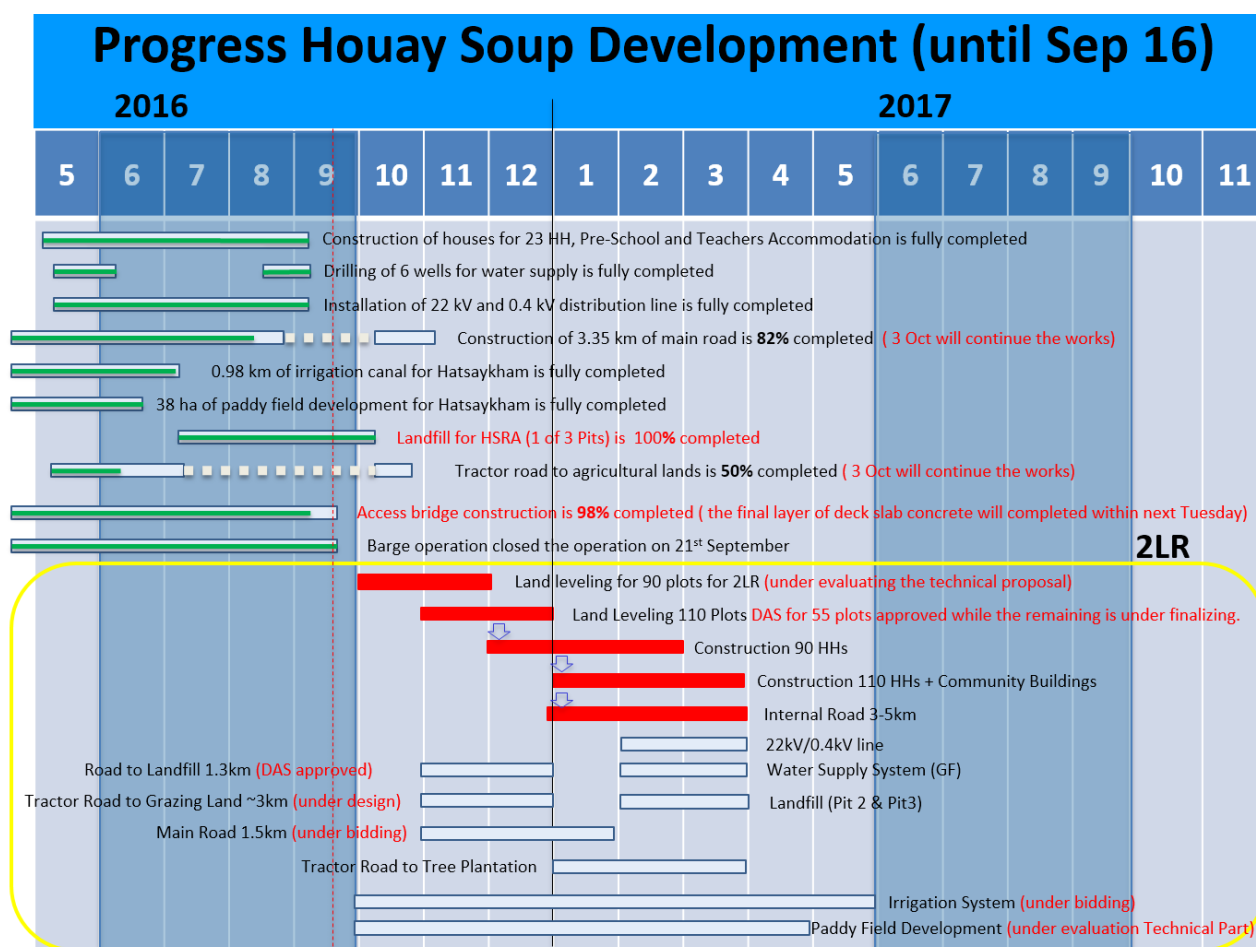 Progress Houay Soup Development (until Sep 16)
2016 2017
5 6 7 8 9 10 11 12 1 2 3 4 5 6 7 8 9 10 11
Construction of houses for 23 HH, Pre-School and Teachers Accommodation is fully completed
Drilling of 6 wells for water supply is fully completed
Installation of 22 kV and 0.4 kV distribution line is fully completed
Construction of 3.35 km of main road is 82% completed ( 3 Oct will continue the works)
0.98 km of irrigation canal for Hatsaykham is fully completed
38 ha of paddy field development for Hatsaykham is fully completed
Landfill for HSRA (1 of 3 Pits) is 100% completed
Tractor road to agricultural lands is 50% completed ( 3 Oct will continue the works)
Access bridge construction is 98% completed ( the final layer of deck slab concrete will completed within next Tuesday)
Barge operation closed the operation on 21st September
2LR
Land leveling for 90 plots for 2LR (under evaluating the technical proposal)
Land Leveling 110 Plots DAS for 55 plots approved while the remaining is under finalizing.
Construction 90 HHs
Construction 110 HHs + Community Buildings
Internal Road 3-5km
22kV/0.4kV line
Road to Landfill 1.3km (DAS approved) Water Supply System (GF)
Tractor Road to Grazing Land ~3km (under design) Landfill (Pit 2 & Pit3)
Main Road 1.5km (under bidding)
Tractor Road to Tree Plantation
Irrigation System (under bidding)
Paddy Field Development (under evaluation Technical Part)